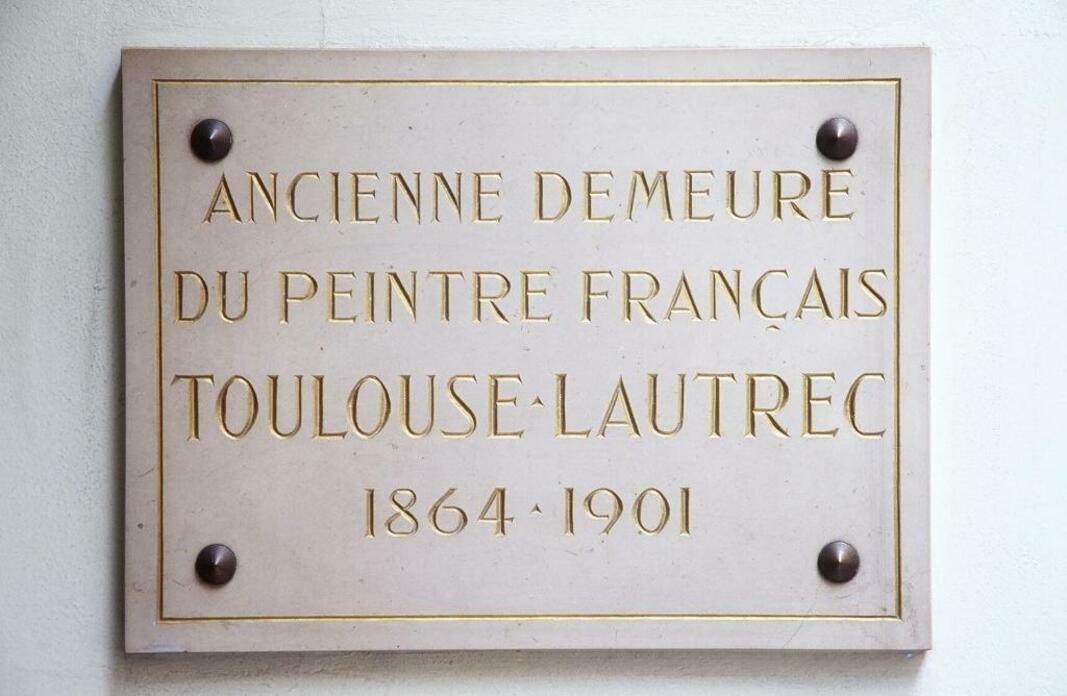 ANCIENNE DEMEURE
DU PEINTRE FRANÇAIS
TOULOUSE·LAUTREC
1864·1901